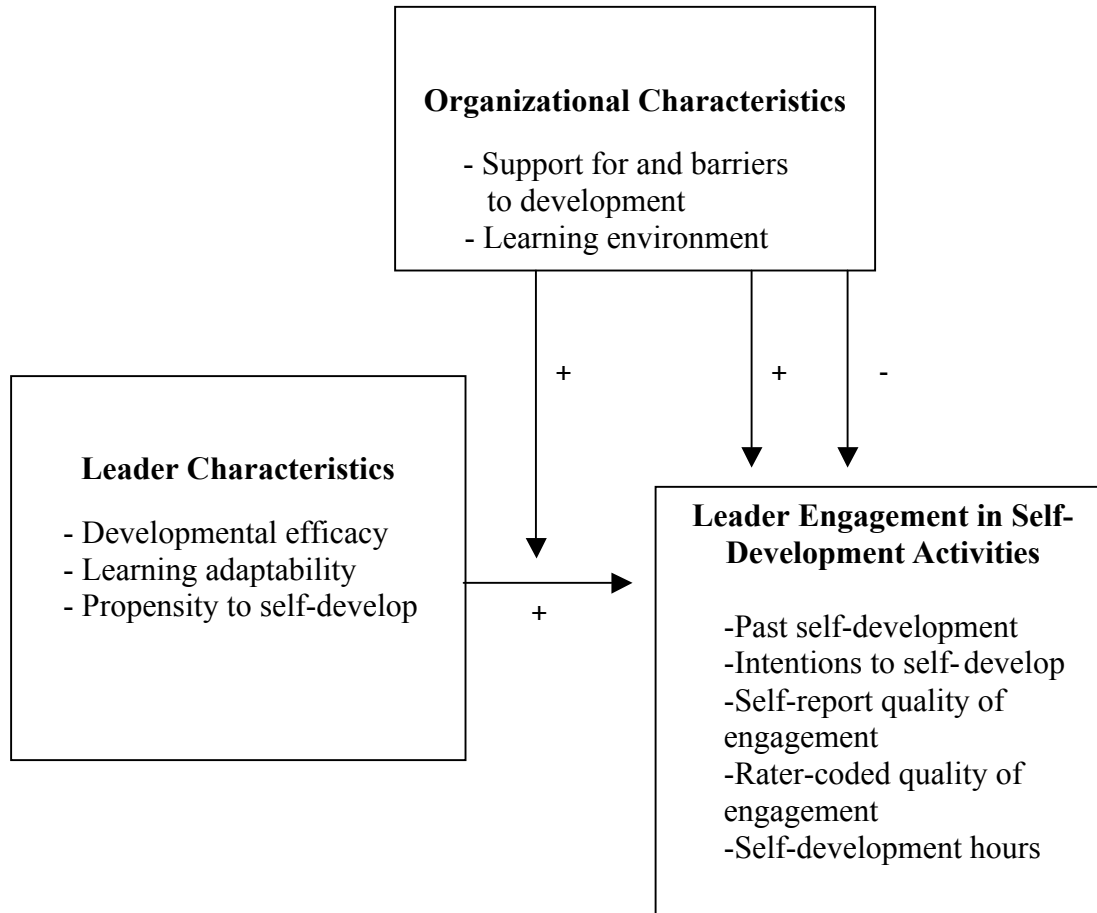 Organizational Characteristics
- Support for and barriers
to development
- Learning environment
+
+
-
Leader Characteristics
- Developmental efficacy
- Learning adaptability
- Propensity to self-develop
+
Leader Engagement in Self-
Development Activities
-Past self-development
-Intentions to self-develop
-Self-report quality of
engagement
-Rater-coded quality of
engagement
-Self-development hours